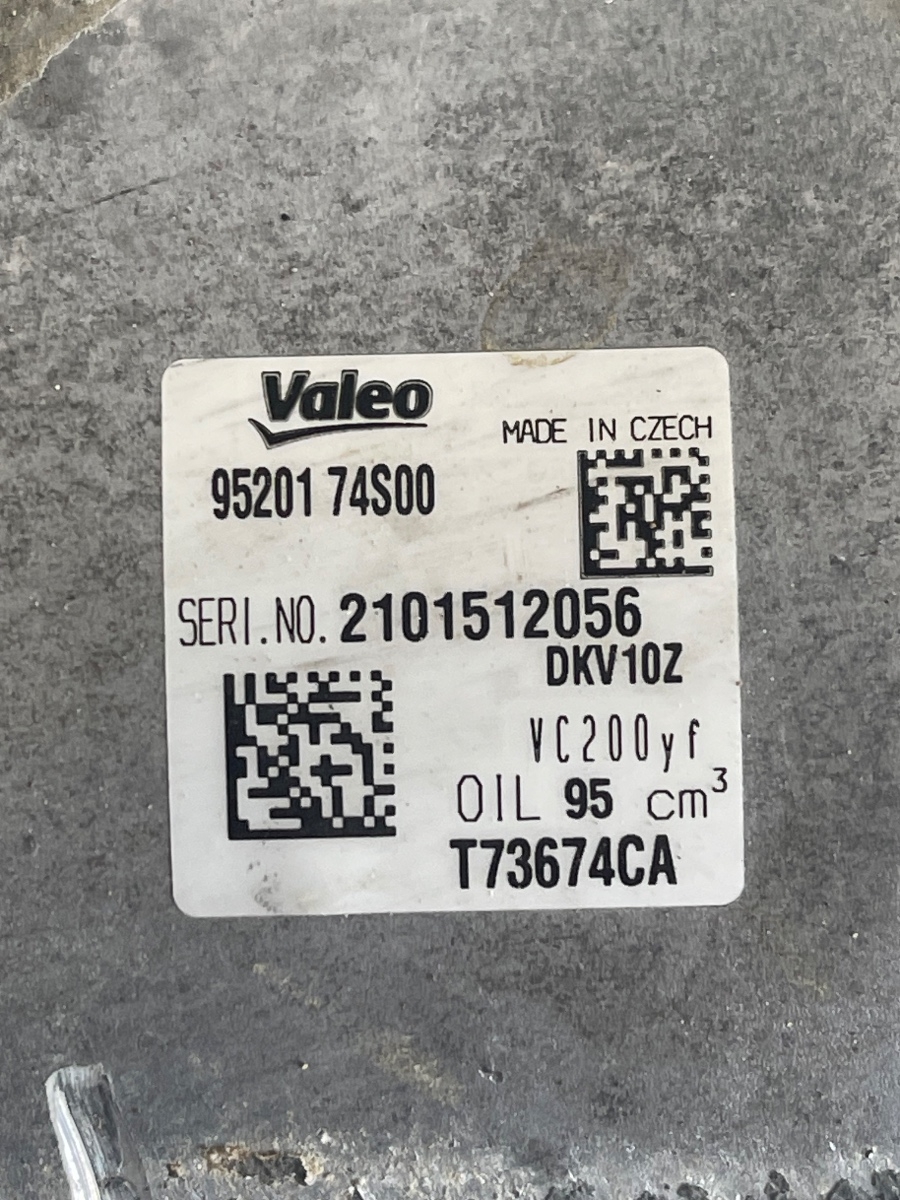 Valeo
MADE IN CZECH
95201 74S00
SERI.NO. 2101512056
DKV10Z
VC200yf
OIL 95 cm³
T73674CA